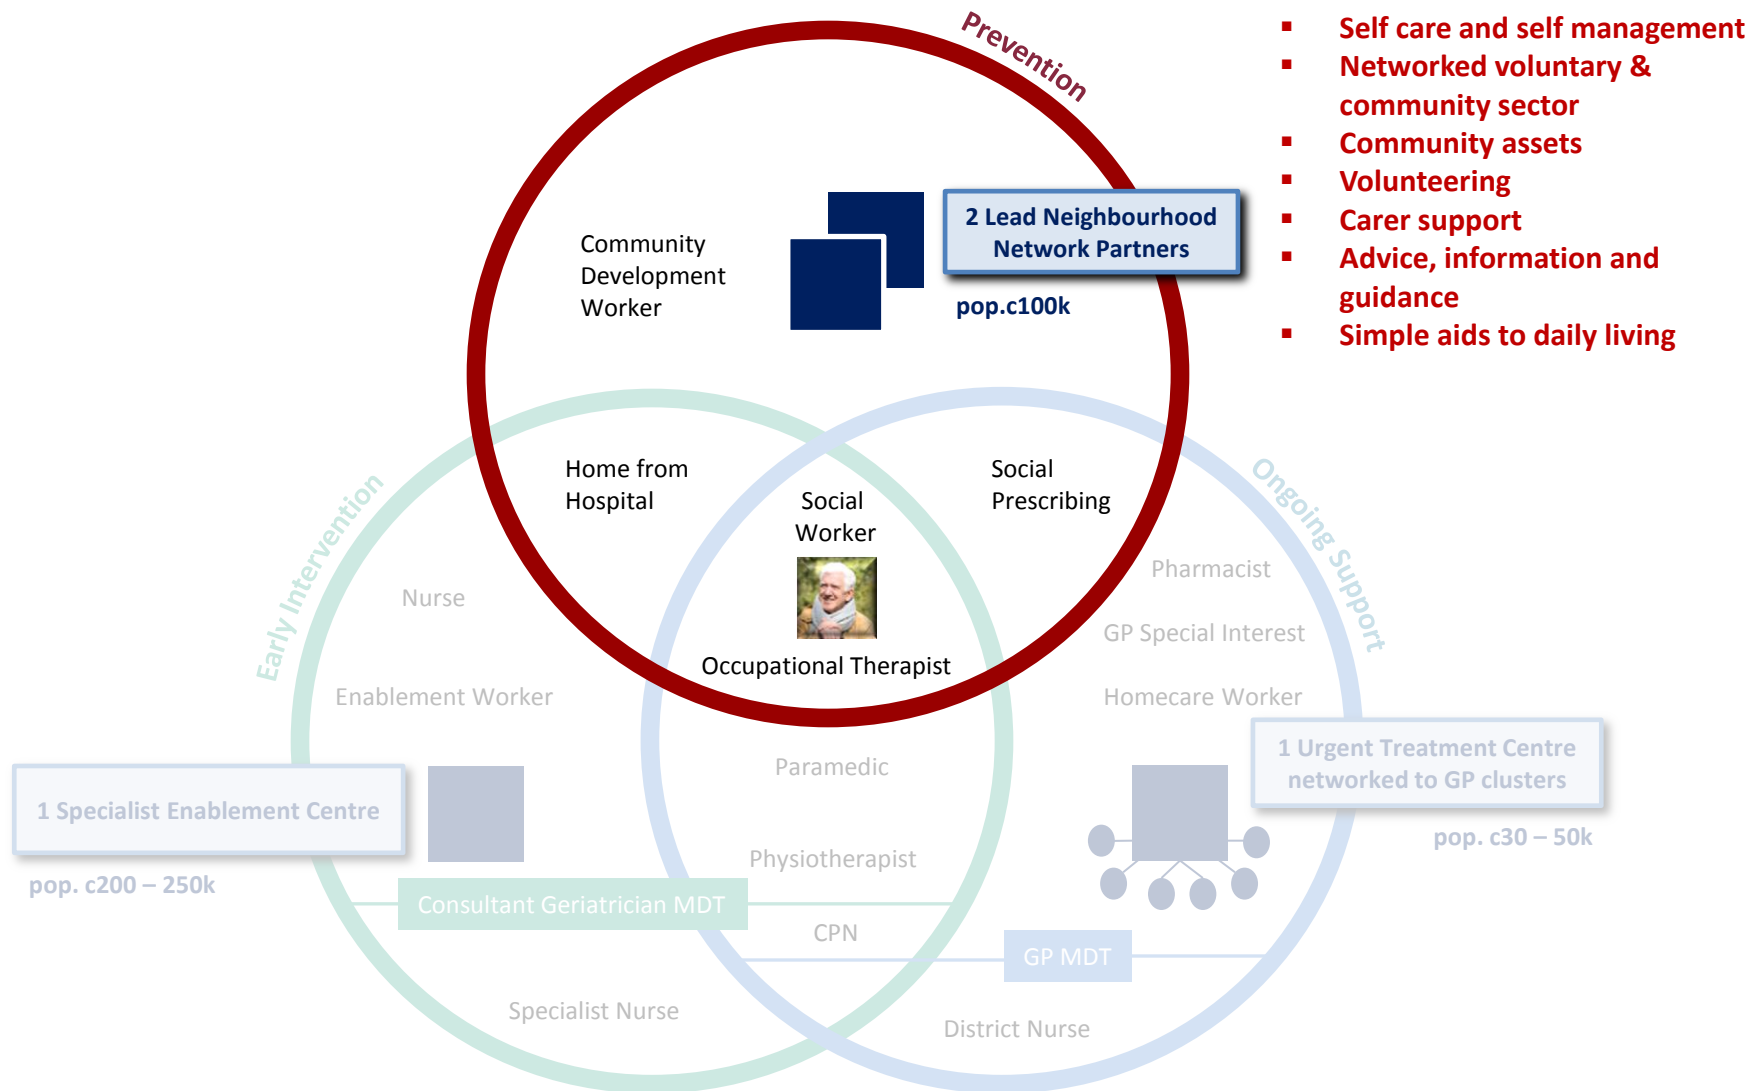 Prevention
▪ Self care and self management
▪ Networked voluntary &
community sector
▪ Community assets
▪ Volunteering
▪ Carer support
▪ Advice, information and
guidance
▪ Simple aids to daily living
2 Lead Neighbourhood
Network Partners
pop.c100k
Community
Development
Worker
Home from
Hospital
Social
Worker
Social
Prescribing
Occupational Therapist
Early Intervention
Nurse
Enablement Worker
1 Specialist Enablement Centre
pop. c200 – 250k
Ongoing Support
Pharmacist
GP Special Interest
Homecare Worker
1 Urgent Treatment Centre
networked to GP clusters
pop. c30 – 50k
Paramedic
Physiotherapist
Consultant Geriatrician MDT
CPN
GP MDT
Specialist Nurse
District Nurse